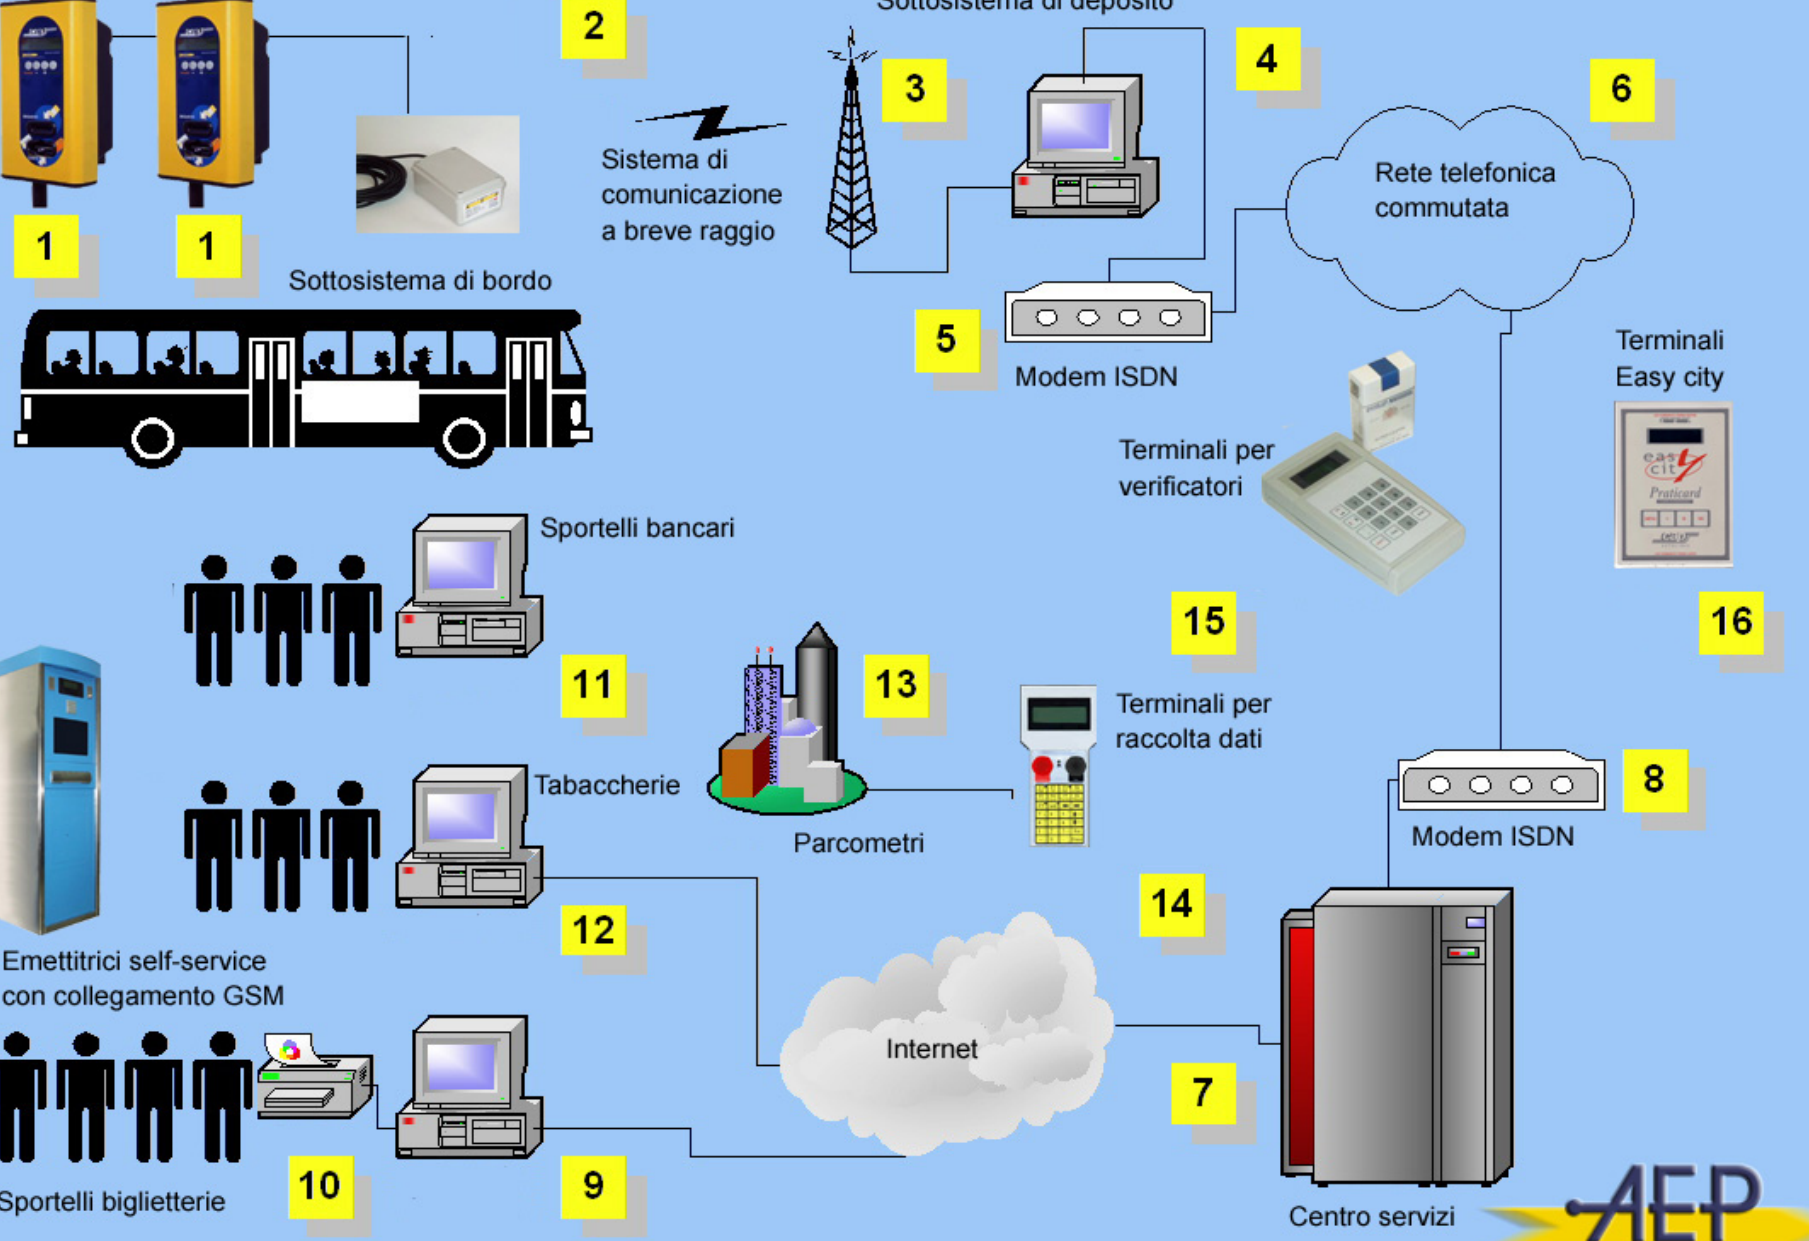 Sottosistema di deposito
2
3
4
6
Rete telefonica
commutata
Sistema di
comunicazione
a breve raggio
1
1
Sottosistema di bordo
5
Modem ISDN
Terminali
Easy city
easy
city
Praticard
Terminali per
verificatori
Sportelli bancari
15
16
11
13
Terminali per
raccolta dati
Tabaccherie
8
Parcometri
Modem ISDN
12
14
Emettitrici self-service
con collegamento GSM
Internet
7
10
9
Sportelli biglietterie
Centro servizi
AEP